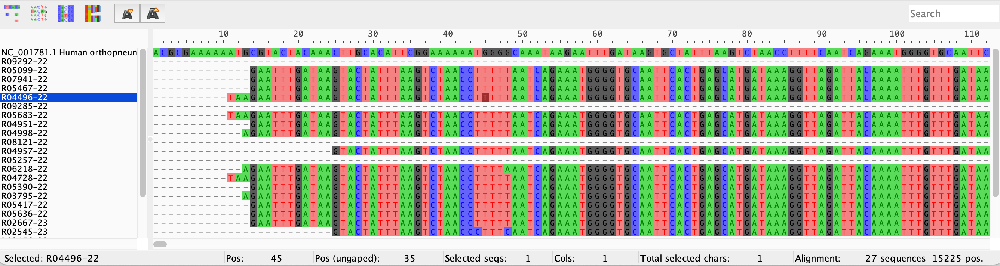 Search
10 20 30 40 50 60 70 80 90 100 110
NC_001781.1 Human orthopneum ACGCGAAAAAATGCGTACTACAAACTTGCACATTCGGAAAAAATGGGGCAAATAAGAATTTGATAAGTGCTATTTAAGTCTAACCTTTTCAATCAGAAATGGGGTGCAATTC
R09292-22 ----------------------------------------------------------------------------------------------------------------
R05099-22 -------------GAATTTGATAAGTACTATTTAAGTCTAACCTTTTTAATCAGAAATGGGGTGCAATTCACTGAGCATGATAAAGGTTAGATTACAAAATTTGTTTGATAA
R07941-22 -------------GAATTTGATAAGTACTATTTAAGTCTAACCTTTTTAATCAGAAATGGGGTGCAATTCACTGAGCATGATAAAGGTTAGATTACAAAATTTGTTTGATAA
R05467-22 -------------GAATTTGATAAGTACTATTTAAGTCTAACCTTTTTAATCAGAAATGGGGTGCAATTCACTGAGCATGATAAAGGTTAGATTACAAAATTTGTTTGATAA
R04496-22 ----------TAAGAATTTGATAAGTACTATTTAAGTCTAACCTTTTTAATCAGAAATGGGGTGCAATTCACTGAGCATGATAAAGGTTAGATTACAAAATTTGTTTGATAA
R09285-22 ----------------------------------------------------------------------------------------------------------------
R05683-22 ----------TAAGAATTTGATAAGTACTATTTAAGTCTAACCTTTTTAATCAGAAATGGGGTGCAATTCACTGAGCATGATAAAGGTTAGATTACAAAATTTGTTTGATAA
R04951-22 -------------GAATTTGATAAGTACTATTTAAGTCTAACCTTTTTAATCAGAAATGGGGTGCAATTCACTGAGCATGATAAAGGTTAGATTACAAAATTTGTTTGATAA
R04998-22 ------------AGAATTTGATAAGTACTATTTAAGTCTAACCTTTTTAATCAGAAATGGGGTGCAATTCACTGAGCATGATAAAGGTTAGATTACAAAATTTGTTTGATAA
R08121-22 ----------------------------------------------------------------------------------------------------------------
R04957-22 ------------------------GTACTATTTAAGTCTAACCTTTTTAATCAGAAATGGGGTGCAATTCACTGAGCATGATAAAGGTTAGATTACAAAATTTGTTTGATAA
R05257-22 ----------------------------------------------------------------------------------------------------------------
R06218-22 ------------AGAATTTGATAAGTACTATTTAAGTCTAACCTTTTAAATCAGAAATGGGGTGCAATTCACTGAGCATGATAAAGGTTAGATTACAAAATTTGTTTGATAA
R04728-22 ----------TAAGAATTTGATAAGTACTATTTAAGTCTAACCTTTTTAATCAGAAATGGGGTGCAATTCACTGAGCATGATAAAGGTTAGATTACAAAATTTGTTTGATAA
R05390-22 -------------GAATTTGATAAGTACTATTTAAGTCTAACCTTTTTAATCAGAAATGGGGTGCAATTCACTGAGCATGATAAAGGTTAGATTACAAAATTTGTTTGATAA
R03795-22 ------------AGAATTTGATAAGTACTATTTAAGTCTAACCTTTTTAATCAGAAATGGGGTGCAATTCACTGAGCATGATAAAGGTTAGATTACAAAATTTGTTTGATAA
R05417-22 -------------GAATTTGATAAGTACTATTTAAGTCTAACCTTTTTAATCAGAAATGGGGTGCAATTCACTGAGCATGATAAAGGTTAGATTACAAAATTTGTTTGATAA
R05636-22 -------------GAATTTGATAAGTACTATTTAAGTCTAACCTTTTTAATCAGAAATGGGGTGCAATTCACTGAGCATGATAAAGGTTAGATTACAAAATTTGTTTGATAA
R02667-23 -------------GAATTTGATAAGTACTATTTAAGTCTAACCTTTTTAATCAGAAATGGGGTGCAATTCACTGAGCATGATAAAGGTTAGATTACAAAATTTGTTTGATAA
R02545-23 ------------------------GTACTATTTAAGTCTAACCCTTTCAATCAGAAATGGGGTGCAATTCACTGAGCATGATAAAGGTTAGATTACAAAATTTGTTTGATAA
Selected: R04496-22 Pos: 45 Pos (ungaped): 35 Selected seqs: 1 Cols: 1 Total selected chars: 1 Alignment: 27 sequences 15225 pos.